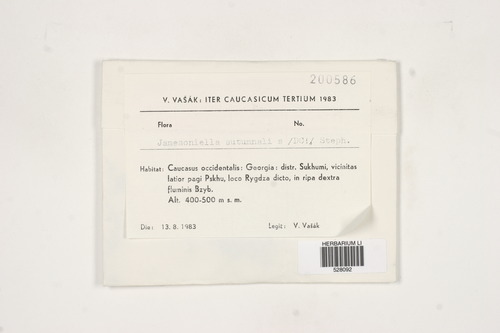 200586
V. VAŠÁK: ITER CAUCASICUM TERTIUM 1983
Flora No.
Jamesoniella autumnali s /DC1/ Steph.
Habitat: Caucasus occidentalis: Georgia: distr. Sukhumi, vicinitas
latior pagi Pskhu, loco Rygdza dicto, in ripa dextra
fluminis Bzyb.
Alt. 400-500 m s. m.
Die: 13. 8. 1983 Legit: V. Vašák
HERBARIUM LI
528092